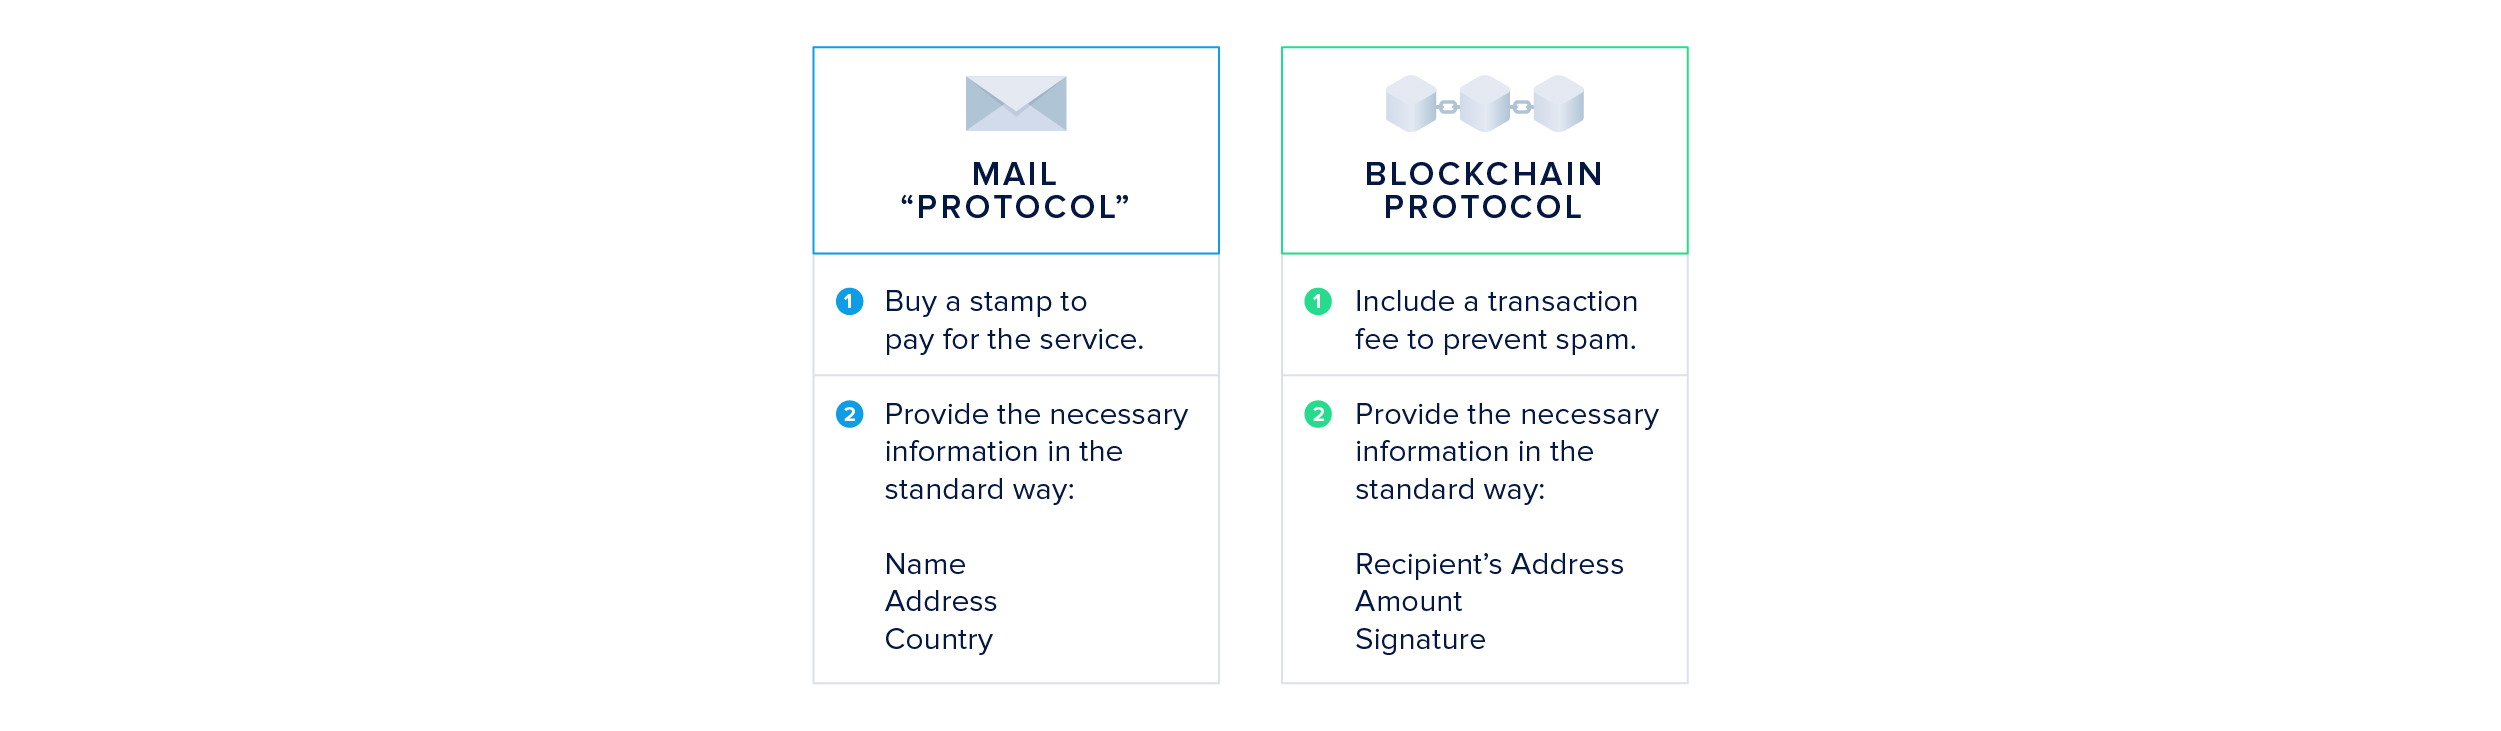 MAIL
“PROTOCOL”
1 Buy a stamp to
pay for the service.
2 Provide the necessary
information in the
standard way:
Name
Address
Country
BLOCKCHAIN
PROTOCOL
1 Include a transaction
fee to prevent spam.
2 Provide the necessary
information in the
standard way:
Recipient’s Address
Amount
Signature